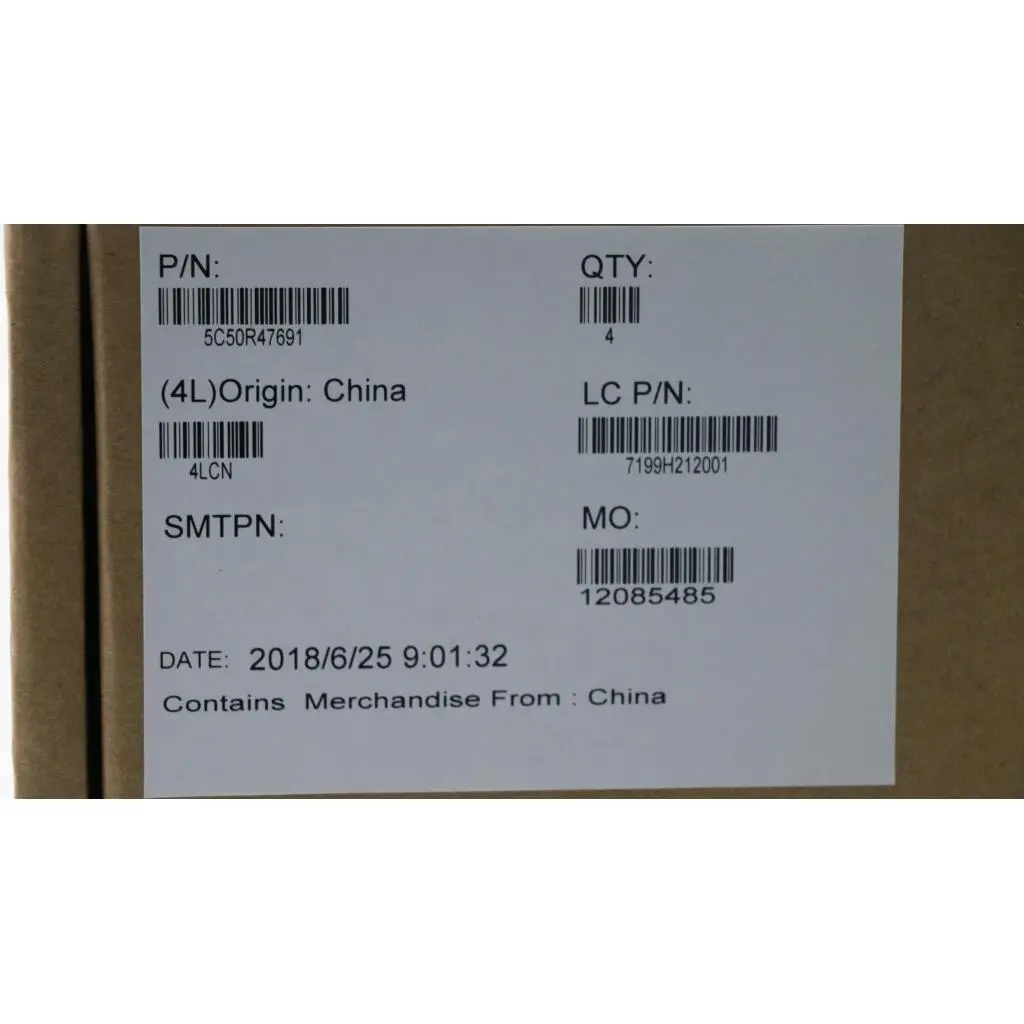 P/N:
5C50R47691
QTY:
4
(4L)Origin: China
4LCN
LC P/N:
7199H212001
SMTPN:
MO:
12085485
DATE: 2018/6/25 9:01:32
Contains Merchandise From : China